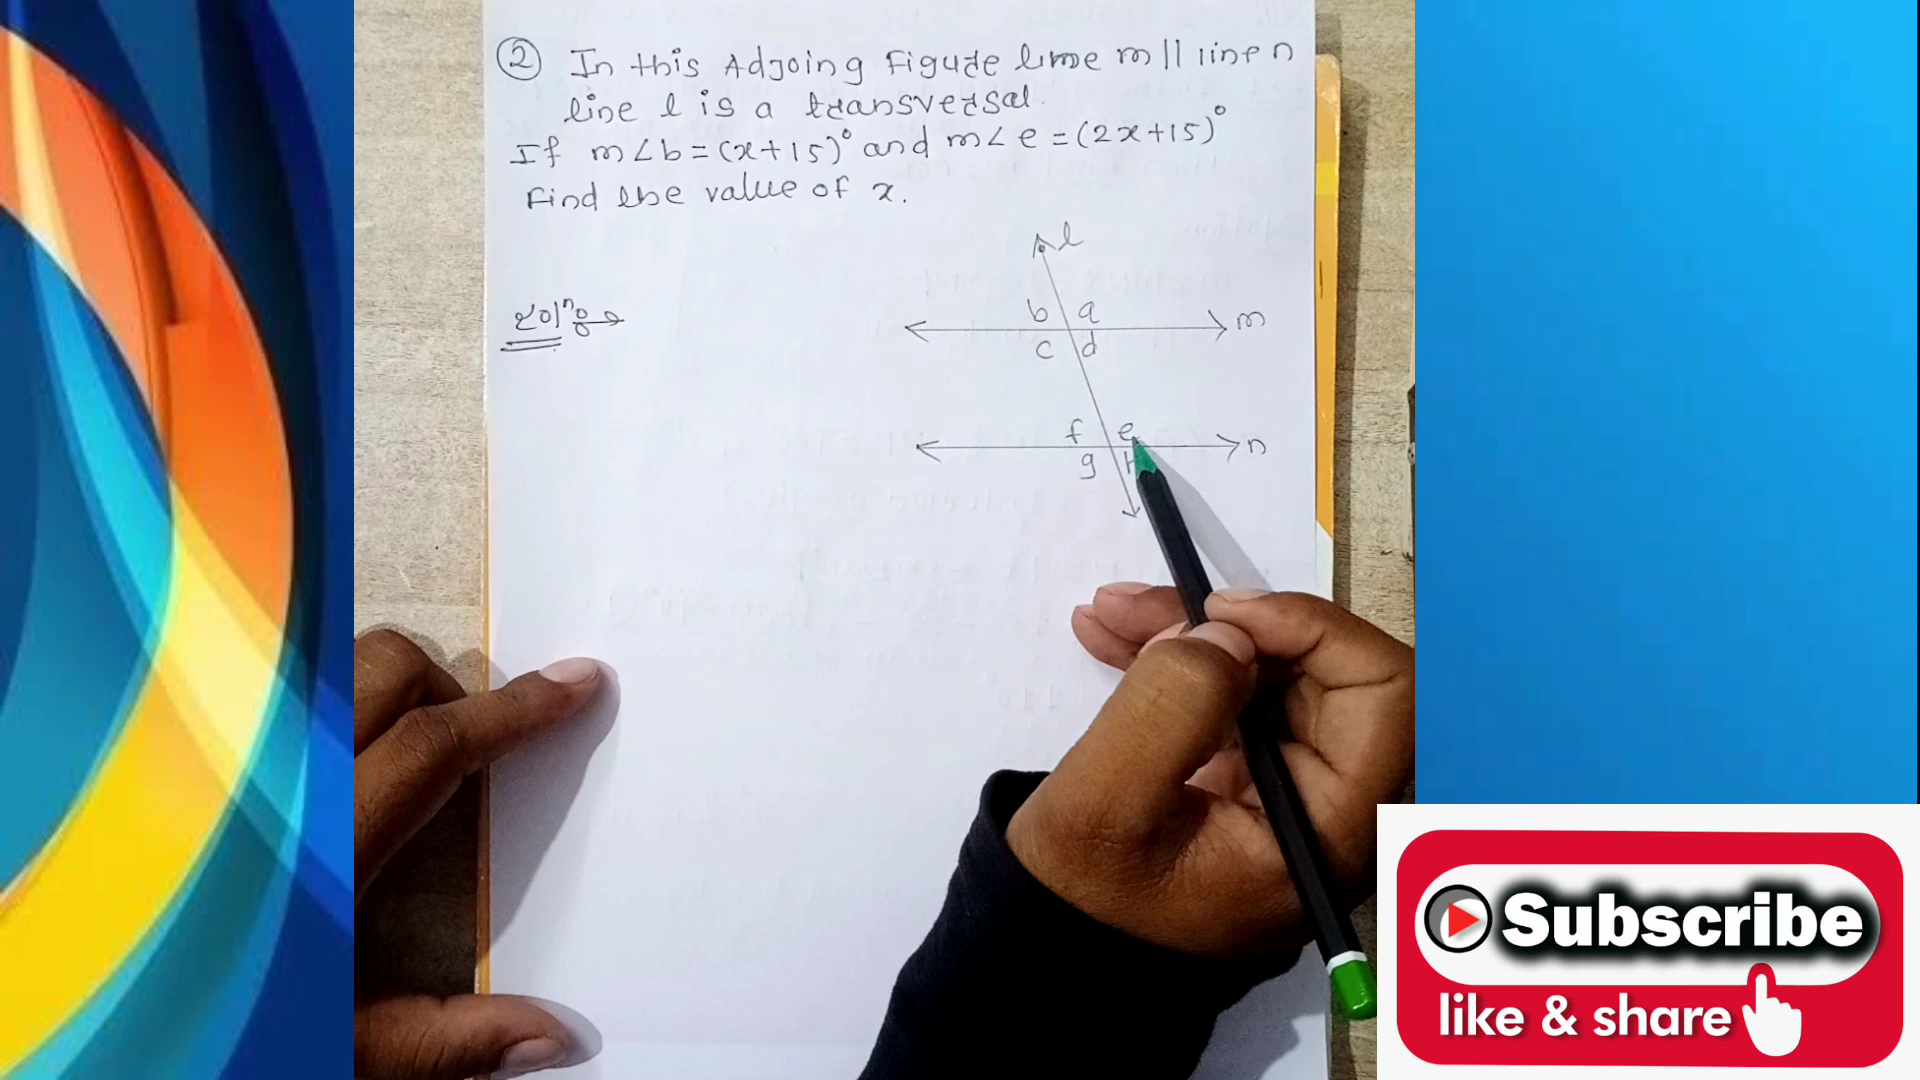 ② In this Adjoing Figure line m || line n
line l is a transversal.
If m∠b = (x+15)° and m∠e = (2x+15)°
Find the value of x.
l
b a
m
c d
f e
n
g h
Solⁿ
Subscribe
like & share